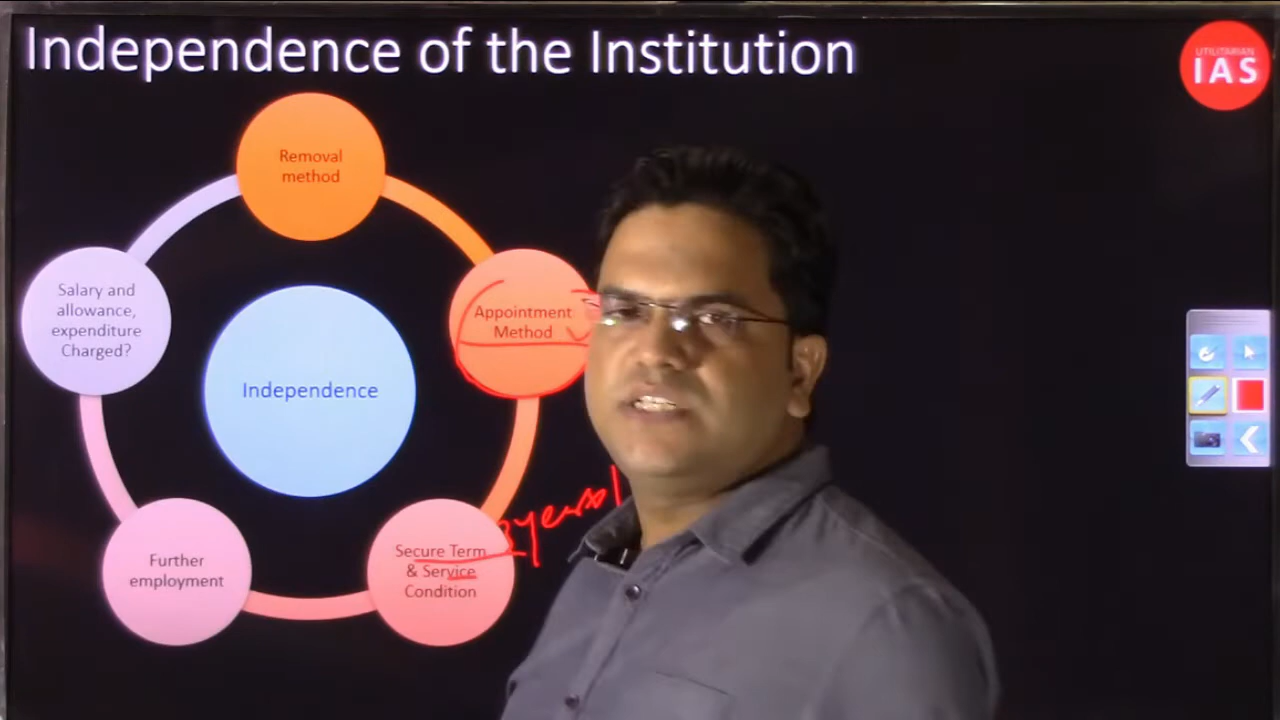 Independence of the Institution
UTILITARIAN
IAS
Removal
method
Appointment
Method
Secure Term
& Service
Condition
Further
employment
Salary and
allowance,
expenditure
Charged?
Independence